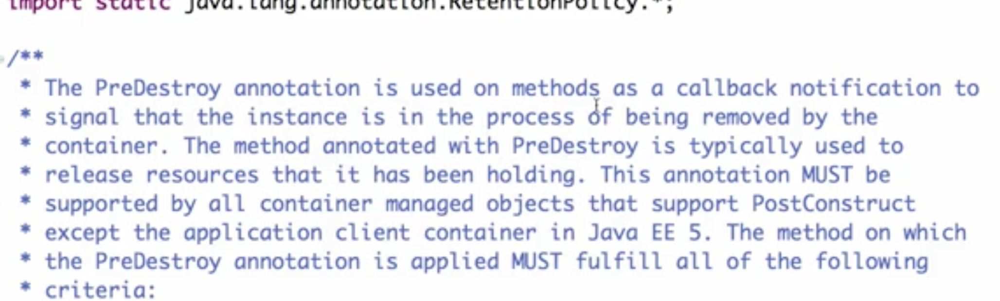 import static java.lang.annotation.RetentionPolicy.*;
/**
* The PreDestroy annotation is used on methods as a callback notification to
* signal that the instance is in the process of being removed by the
* container. The method annotated with PreDestroy is typically used to
* release resources that it has been holding. This annotation MUST be
* supported by all container managed objects that support PostConstruct
* except the application client container in Java EE 5. The method on which
* the PreDestroy annotation is applied MUST fulfill all of the following
* criteria: